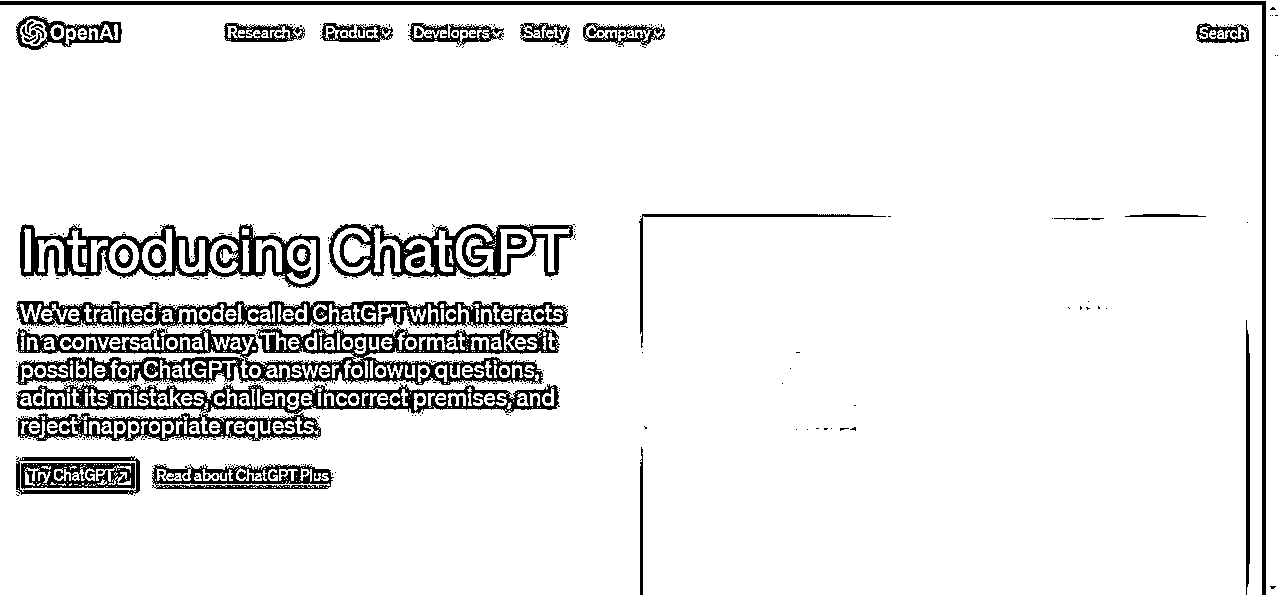 OpenAI Research Product Developers Safety Company Search
Introducing ChatGPT
We've trained a model called ChatGPT which interacts
in a conversational way. The dialogue format makes it
possible for ChatGPT to answer followup questions,
admit its mistakes, challenge incorrect premises, and
reject inappropriate requests.
Try ChatGPT Read about ChatGPT Plus